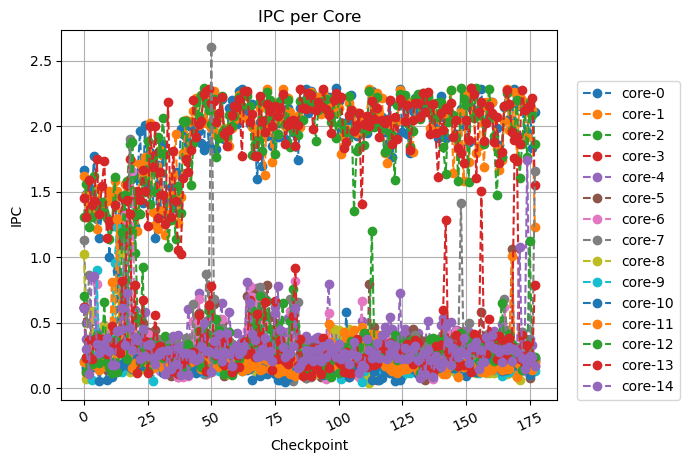 IPC per Core
IPC
2.5
2.0
1.5
1.0
0.5
0.0
0
25
50
75
100
125
150
175
Checkpoint
core-0
core-1
core-2
core-3
core-4
core-5
core-6
core-7
core-8
core-9
core-10
core-11
core-12
core-13
core-14